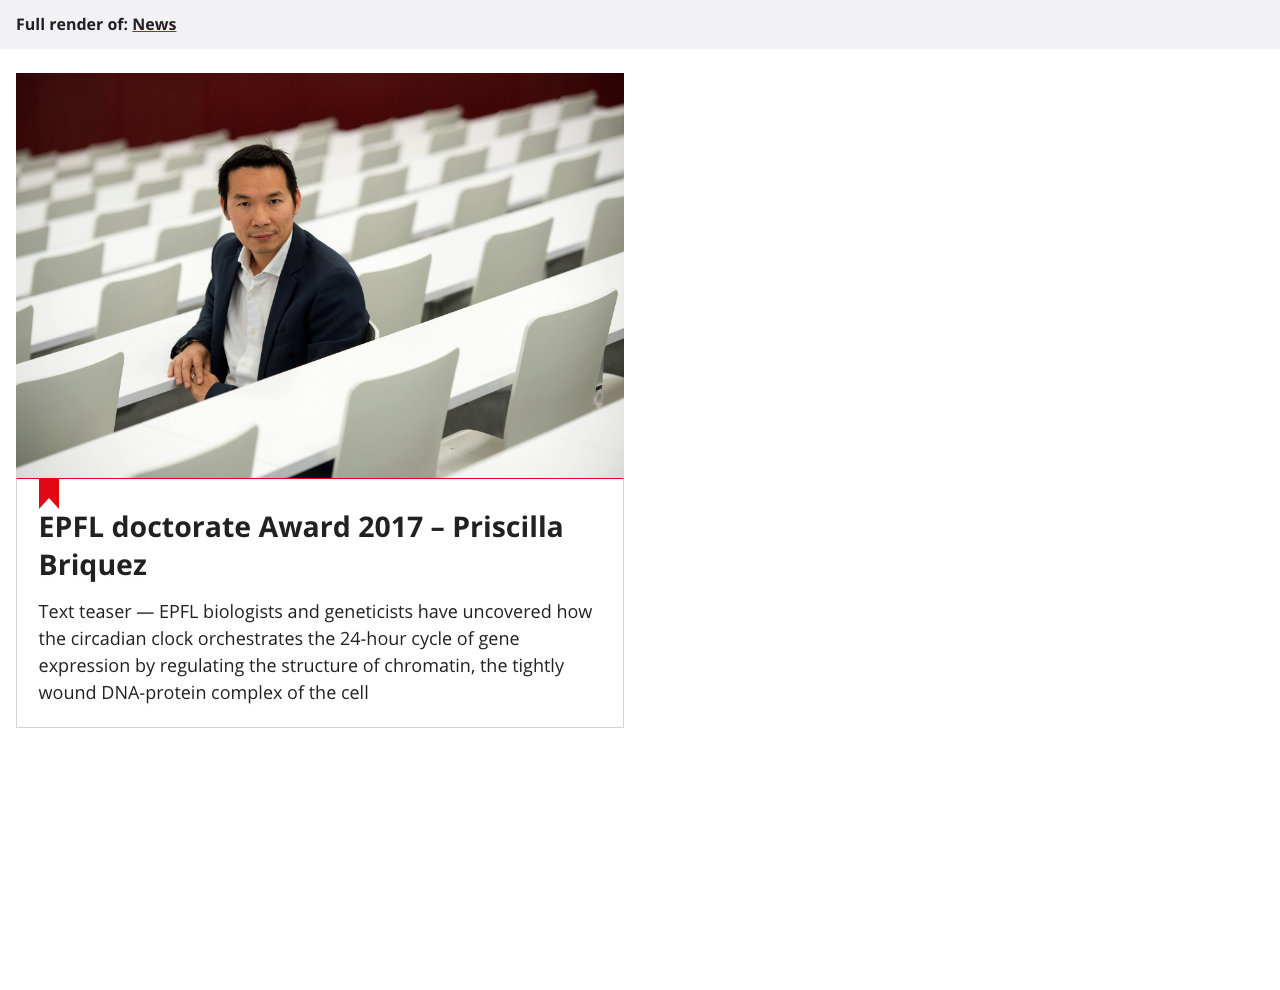 Full render of: News
EPFL doctorate Award 2017 – Priscilla
Briquez
Text teaser — EPFL biologists and geneticists have uncovered how
the circadian clock orchestrates the 24-hour cycle of gene
expression by regulating the structure of chromatin, the tightly
wound DNA-protein complex of the cell